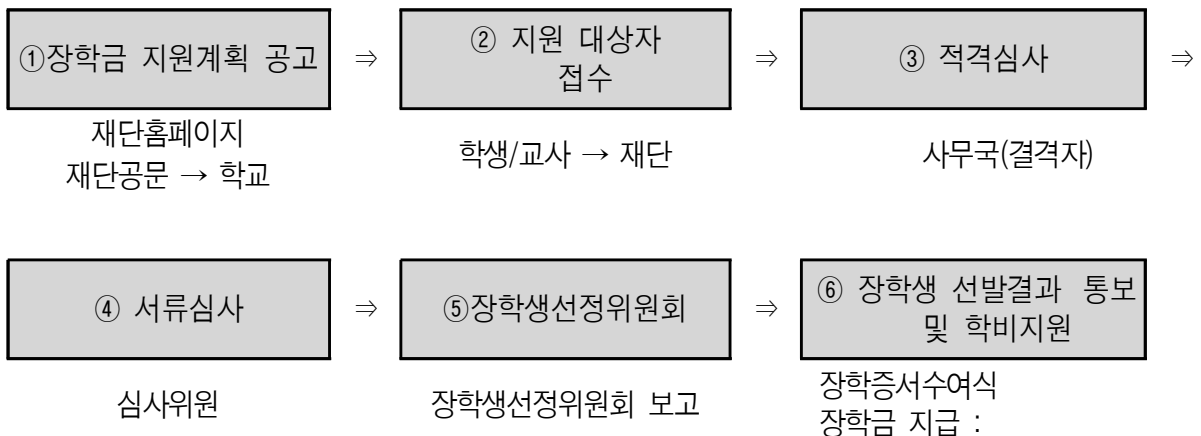 ①장학금 지원계획 공고
⇒
② 지원 대상자
접수
⇒
③ 적격심사
⇒
재단홈페이지
재단공문 → 학교
학생/교사 → 재단
사무국(결격자)
④ 서류심사
⇒
⑤장학생선정위원회
⇒
⑥ 장학생 선발결과 통보
및 학비지원
심사위원
장학생선정위원회 보고
장학증서수여식
장학금 지급 :